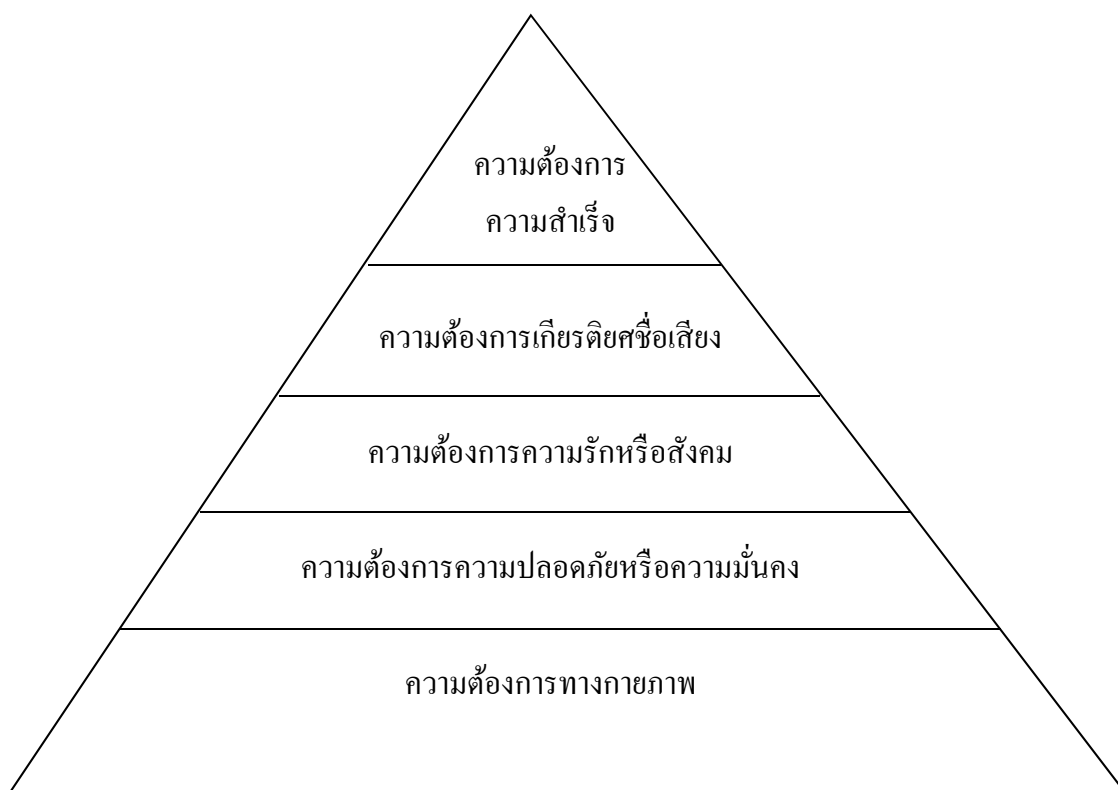 ความต้องการ
ความสำเร็จ
ความต้องการเกียรติยศชื่อเสียง
ความต้องการความรักหรือสังคม
ความต้องการความปลอดภัยหรือความมั่นคง
ความต้องการทางกายภาพ